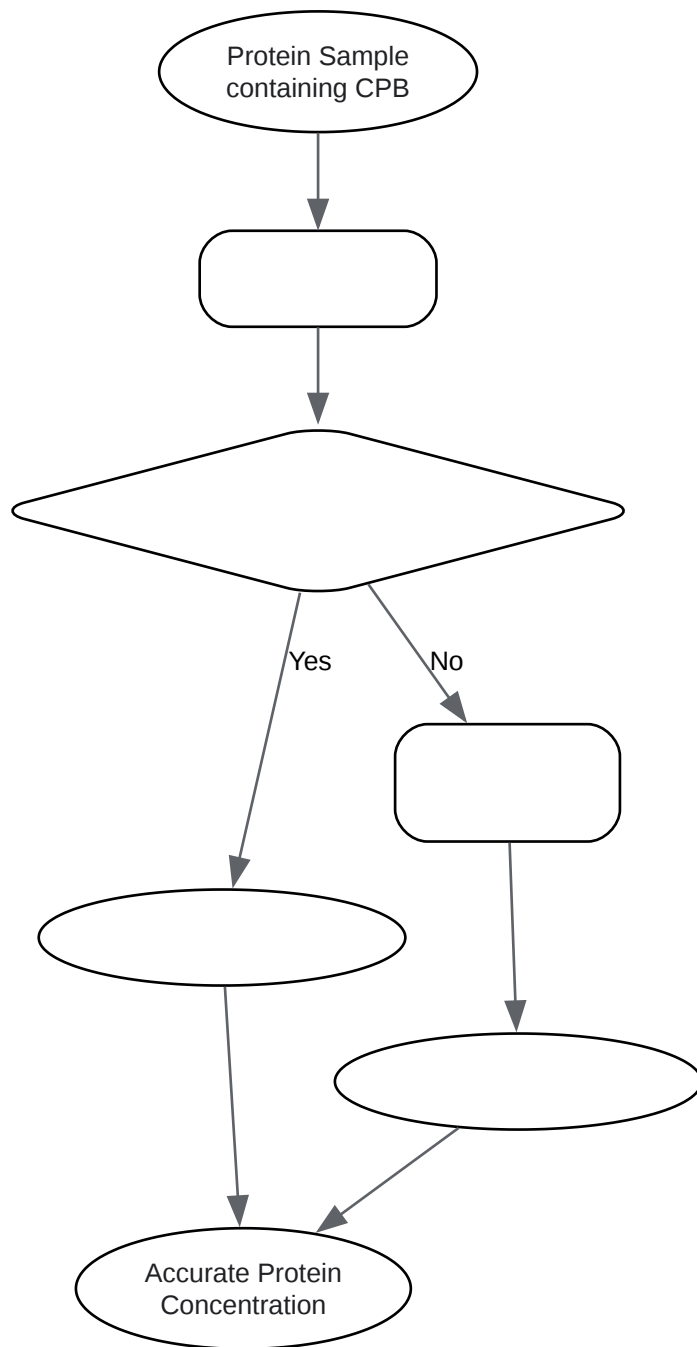 Protein Sample
containing CPB
Yes
No
Accurate Protein
Concentration